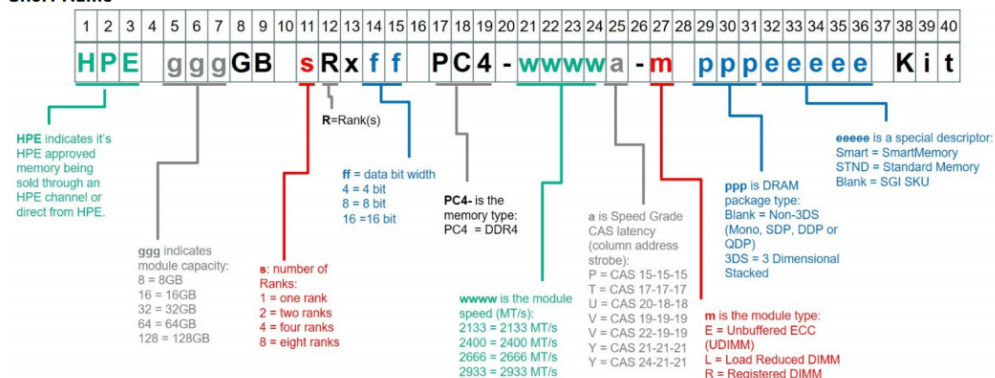 Short Name
1 2 3 4 5 6 7 8 9 10 11 12 13 14 15 16 17 18 19 20 21 22 23 24 25 26 27 28 29 30 31 32 33 34 35 36 37 38 39 40
HPE gggGB sRxff PC4-wwwwa-m pppeeeee Kit
HPE indicates it's
HPE approved
memory being
sold through an
HPE channel or
direct from HPE.
ggg indicates
module capacity:
8 = 8GB
16 = 16GB
32 = 32GB
64 = 64GB
128 = 128GB
s: number of
Ranks:
1 = one rank
2 = two ranks
4 = four ranks
8 = eight ranks
R=Rank(s)
ff = data bit width
4 = 4 bit
8 = 8 bit
16 =16 bit
PC4- is the
memory type:
PC4 = DDR4
wwww is the module
speed (MT/s):
2133 = 2133 MT/s
2400 = 2400 MT/s
2666 = 2666 MT/s
2933 = 2933 MT/s
a is Speed Grade
CAS latency
(column address
strobe):
P = CAS 15-15-15
T = CAS 17-17-17
U = CAS 20-18-18
V = CAS 19-19-19
V = CAS 22-19-19
Y = CAS 21-21-21
Y = CAS 24-21-21
m is the module type:
E = Unbuffered ECC
(UDIMM)
L = Load Reduced DIMM
R = Registered DIMM
ppp is DRAM
package type:
Blank = Non-3DS
(Mono, SDP, DDP or
QDP)
3DS = 3 Dimensional
Stacked
eeeee is a special descriptor:
Smart = SmartMemory
STND = Standard Memory
Blank = SGI SKU